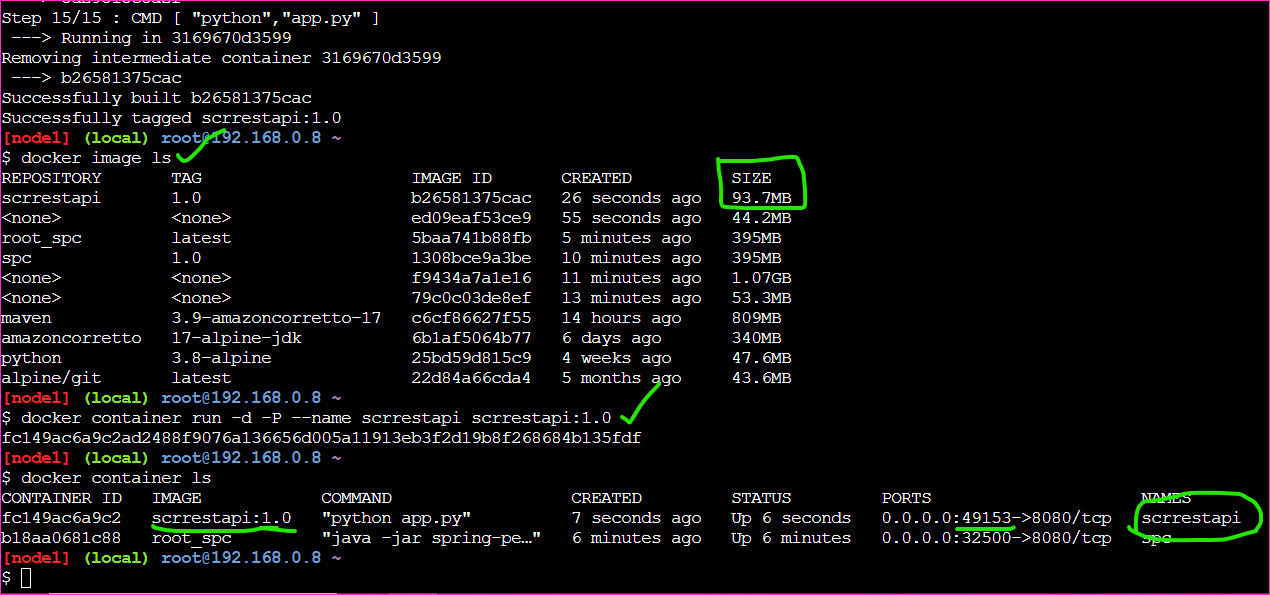 Step 15/15 : CMD [ "python","app.py" ]
---> Running in 3169670d3599
Removing intermediate container 3169670d3599
---> b26581375cac
Successfully built b26581375cac
Successfully tagged scrrestapi:1.0
[node1] (local) root@192.168.0.8 ~
$ docker image ls
REPOSITORY TAG IMAGE ID CREATED SIZE
scrrestapi 1.0 b26581375cac 26 seconds ago 93.7MB
<none> <none> ed09eaf53ce9 55 seconds ago 44.2MB
root_spc latest 5baa741b88fb 5 minutes ago 395MB
spc 1.0 1308bce9a3be 10 minutes ago 395MB
<none> <none> f9434a7a1e16 11 minutes ago 1.07GB
<none> <none> 79c0c03de8ef 13 minutes ago 53.3MB
maven 3.9-amazoncorretto-17 c6cf86627f55 14 hours ago 809MB
amazoncorretto 17-alpine-jdk 6b1af5064b77 6 days ago 340MB
python 3.8-alpine 25bd59d815c9 4 weeks ago 47.6MB
alpine/git latest 22d84a66cda4 5 months ago 43.6MB
[node1] (local) root@192.168.0.8 ~
$ docker container run -d -P --name scrrestapi scrrestapi:1.0
fc149ac6a9c2ad2488f9076a136656d005a11913eb3f2d19b8f268684b135fdf
[node1] (local) root@192.168.0.8 ~
$ docker container ls
CONTAINER ID IMAGE COMMAND CREATED STATUS PORTS NAMES
fc149ac6a9c2 scrrestapi:1.0 "python app.py" 7 seconds ago Up 6 seconds 0.0.0.0:49153->8080/tcp scrrestapi
b18aa0681c88 root_spc "java -jar spring-pe…" 6 minutes ago Up 6 minutes 0.0.0.0:32500->8080/tcp spc
[node1] (local) root@192.168.0.8 ~
$